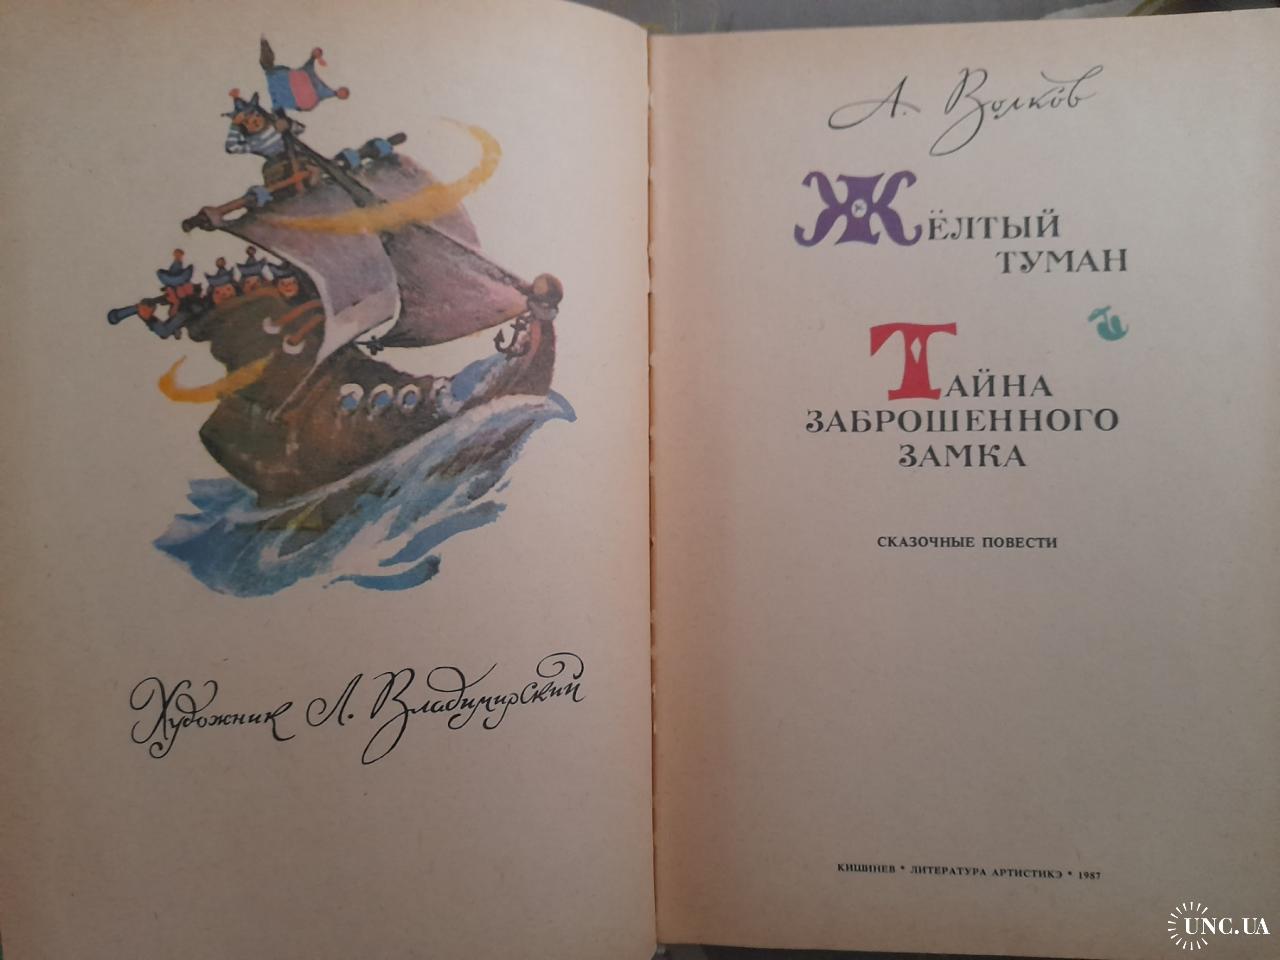 Художник Л. Владимирский
А. Волков
ЖЁЛТЫЙ
ТУМАН
ТАЙНА
ЗАБРОШЕННОГО
ЗАМКА
СКАЗОЧНЫЕ ПОВЕСТИ
КИШИНЕВ * ЛИТЕРАТУРА АРТИСТИКЭ * 1987
UNC.UA